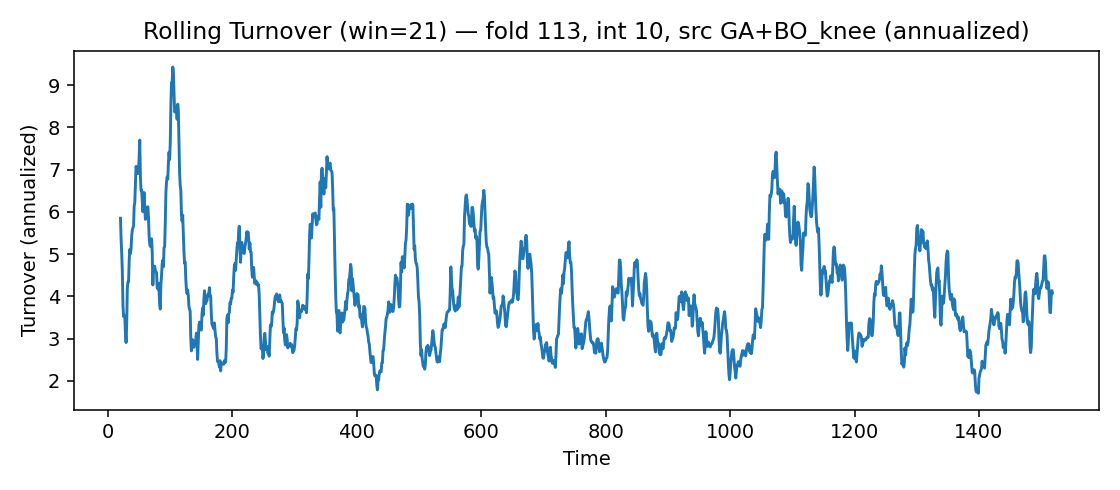 Rolling Turnover (win=21) — fold 113, int 10, src GA+BO_knee (annualized)
Turnover (annualized)
9
8
7
6
5
4
3
2
0 200 400 600 800 1000 1200 1400
Time